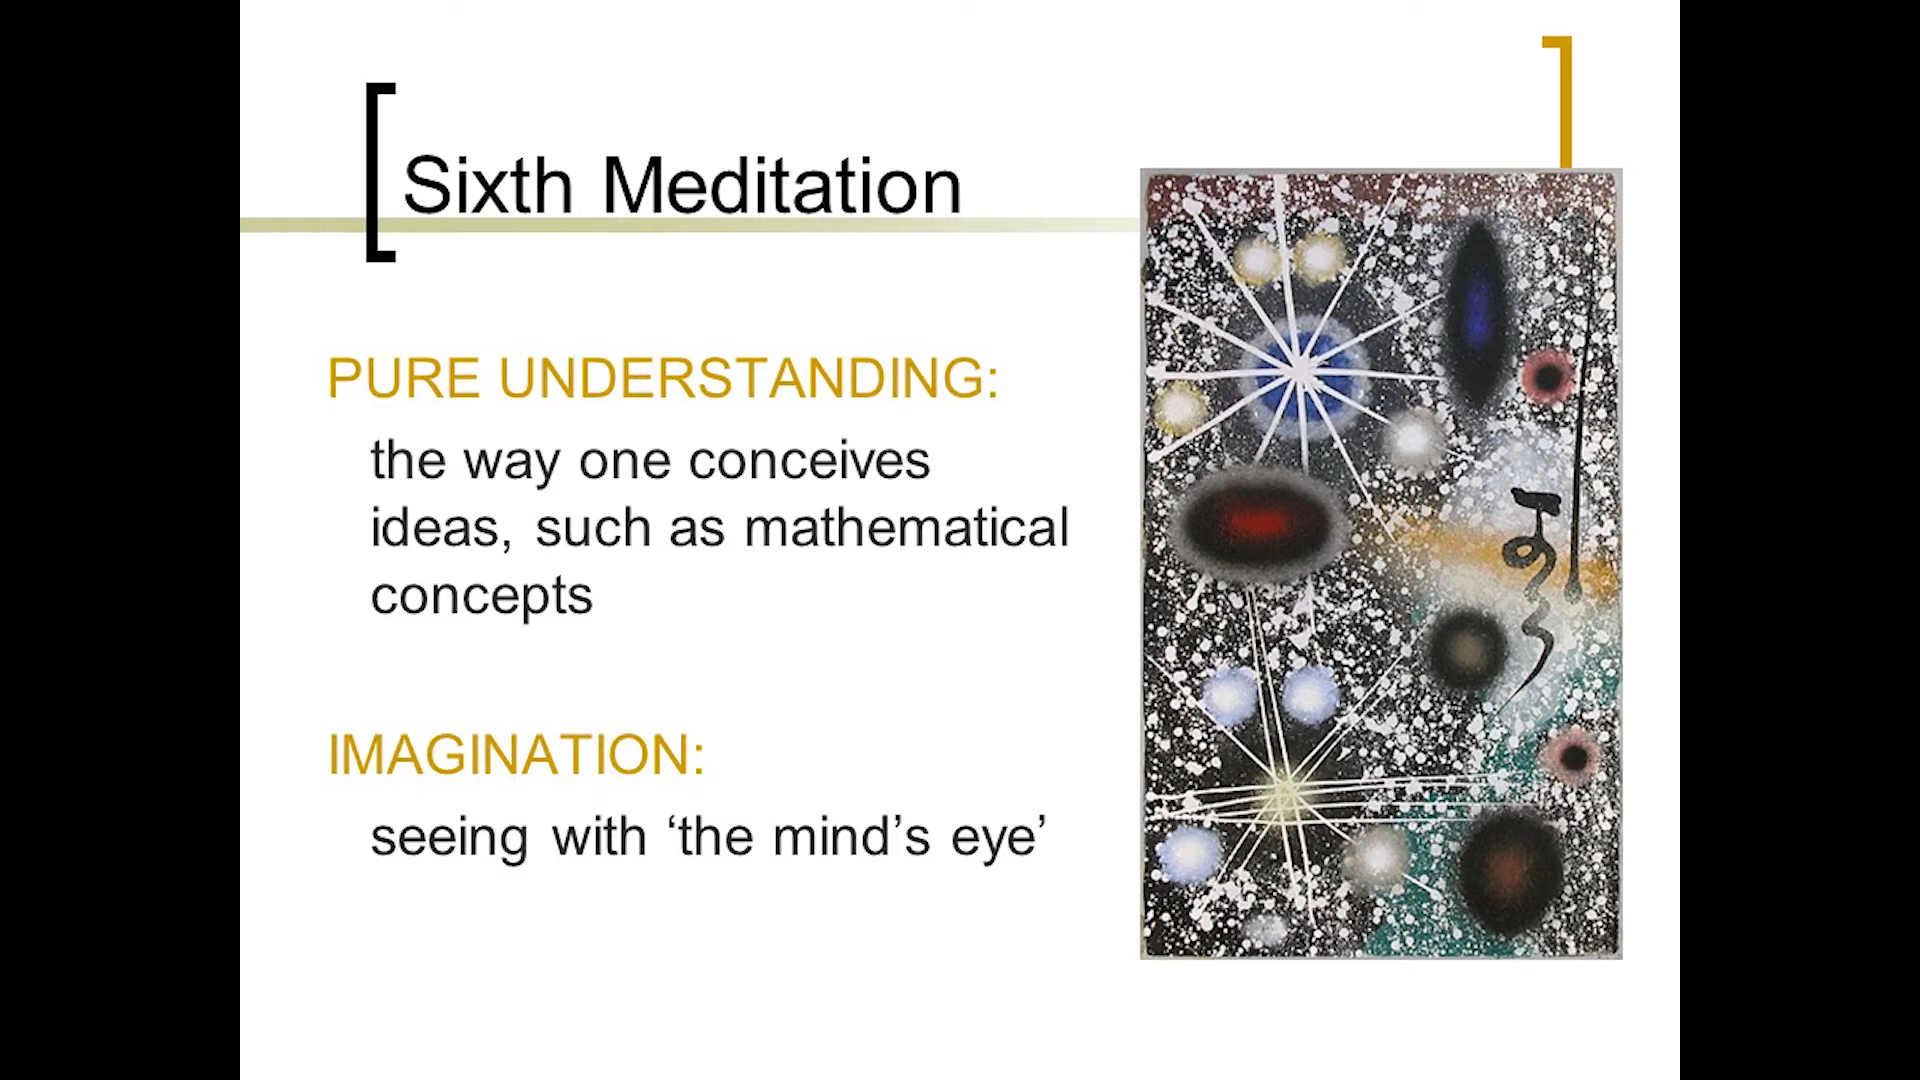 Sixth Meditation
PURE UNDERSTANDING:
the way one conceives
ideas, such as mathematical
concepts
IMAGINATION:
seeing with ‘the mind’s eye’